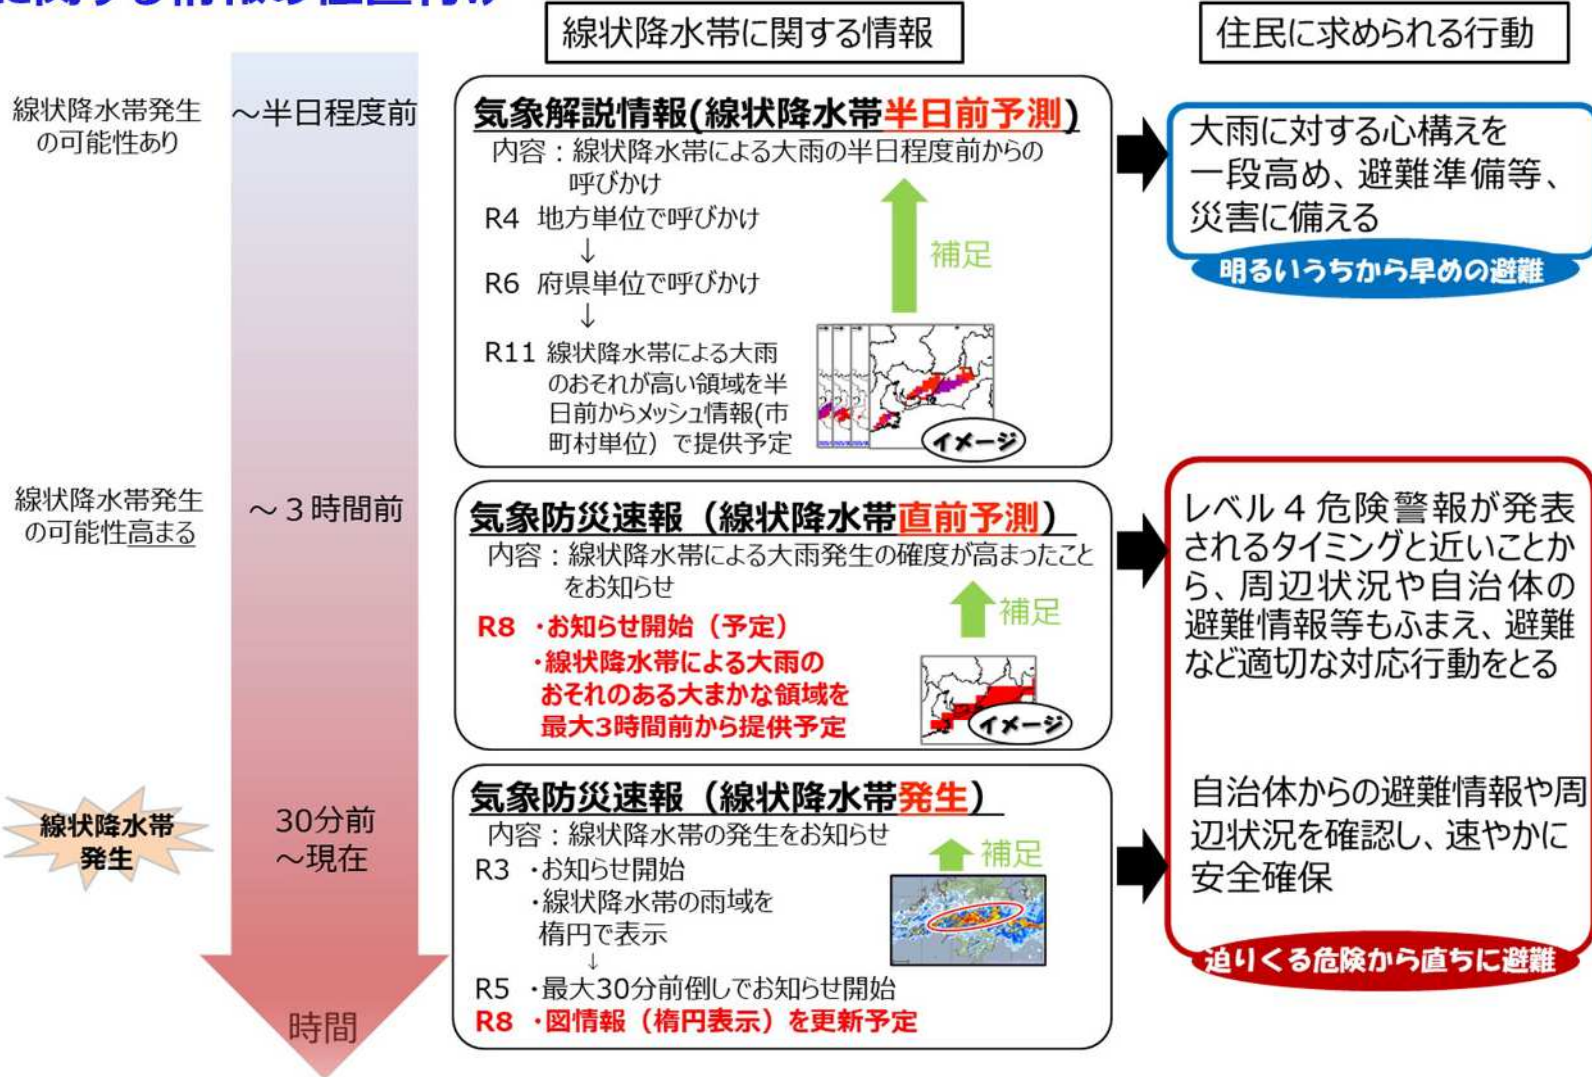 に関する情報の位置付け
線状降水帯に関する情報
住民に求められる行動
線状降水帯発生
の可能性あり
～半日程度前
気象解説情報(線状降水帯半日前予測)
内容：線状降水帯による大雨の半日程度前からの
呼びかけ
R4 地方単位で呼びかけ
↓
R6 府県単位で呼びかけ
↓
R11 線状降水帯による大雨
のおそれが高い領域を半
日前からメッシュ情報(市
町村単位）で提供予定
補足
イメージ
大雨に対する心構えを
一段高め、避難準備等、
災害に備える
明るいうちから早めの避難
線状降水帯発生
の可能性高まる
～３時間前
気象防災速報（線状降水帯直前予測）
内容：線状降水帯による大雨発生の確度が高まったこと
をお知らせ
R8 ・お知らせ開始（予定）
・線状降水帯による大雨の
おそれのある大まかな領域を
最大3時間前から提供予定
補足
イメージ
レベル４危険警報が発表
されるタイミングと近いことか
ら、周辺状況や自治体の
避難情報等もふまえ、避難
など適切な対応行動をとる
線状降水帯
発生
30分前
～現在
気象防災速報（線状降水帯発生）
内容：線状降水帯の発生をお知らせ
R3 ・お知らせ開始
・線状降水帯の雨域を
楕円で表示
↓
R5 ・最大30分前倒しでお知らせ開始
R8 ・図情報（楕円表示）を更新予定
補足
自治体からの避難情報や周
辺状況を確認し、速やかに
安全確保
迫りくる危険から直ちに避難
時間